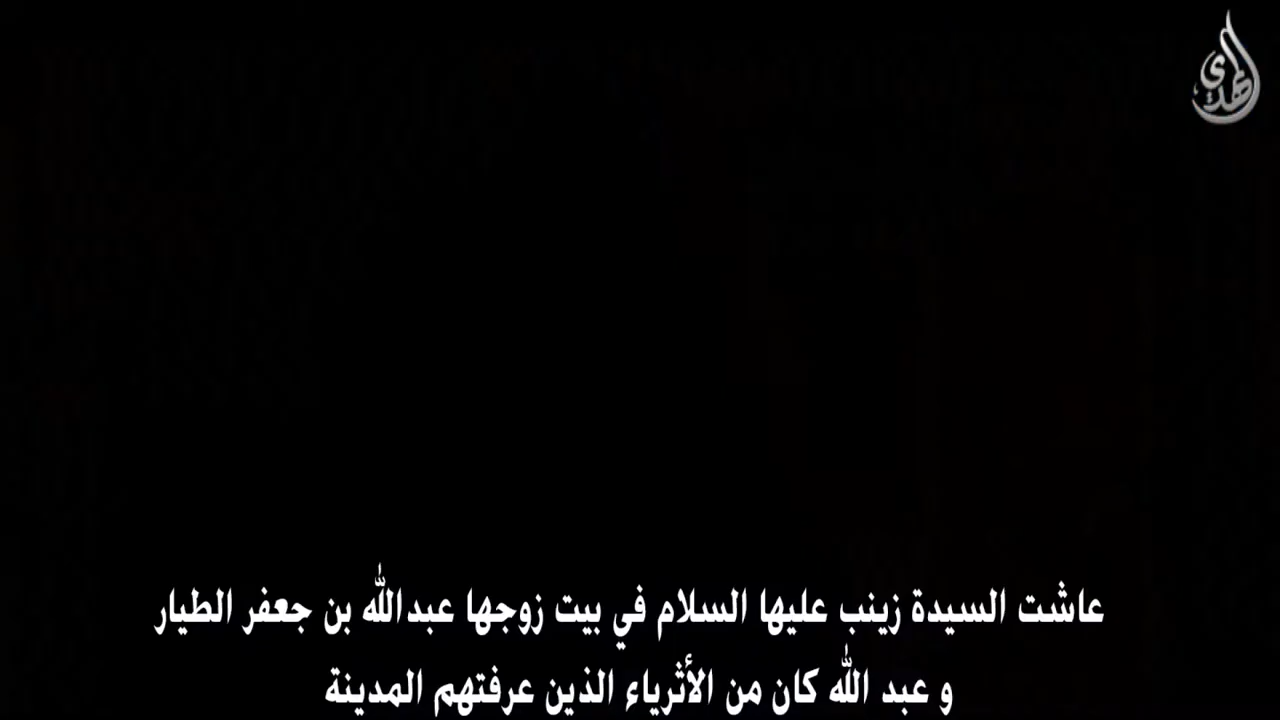 الهدى
عاشت السيدة زينب عليها السلام في بيت زوجها عبدالله بن جعفر الطيار
و عبد الله كان من الأثرياء الذين عرفتهم المدينة